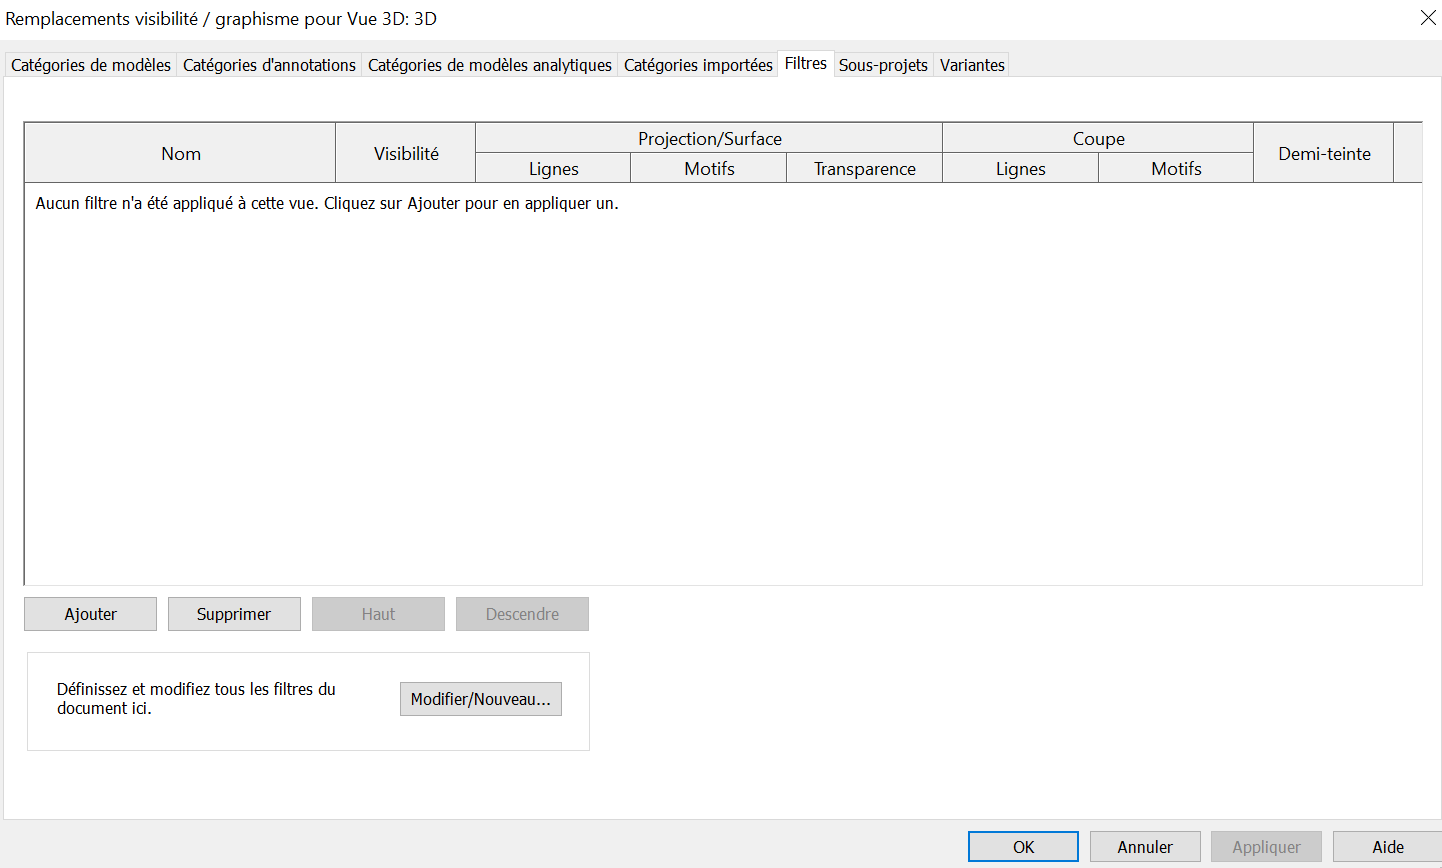 Remplacements visibilité / graphisme pour Vue 3D: 3D
Catégories de modèles Catégories d'annotations Catégories de modèles analytiques Catégories importées Filtres Sous-projets Variantes
Nom Visibilité Projection/Surface Coupe Demi-teinte
Lignes Motifs Transparence Lignes Motifs
Aucun filtre n'a été appliqué à cette vue. Cliquez sur Ajouter pour en appliquer un.
Ajouter Supprimer Haut Descendre
Définissez et modifiez tous les filtres du
document ici.
Modifier/Nouveau...
OK Annuler Appliquer Aide